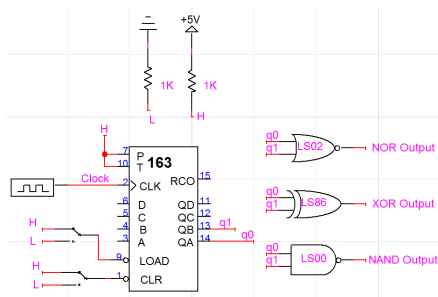 +5V
1K
1K
L
H
H
7 P 163
10 T
RCO 15
Clock
2 CLK
6 D QD 11
5 C QC 12
4 B QB 13 q1
3 A QA 14 q0
H
L
9 LOAD
H
L
1 CLR
q0
q1
LS02
NOR Output
q0
q1
LS86
XOR Output
q0
q1
LS00
NAND Output